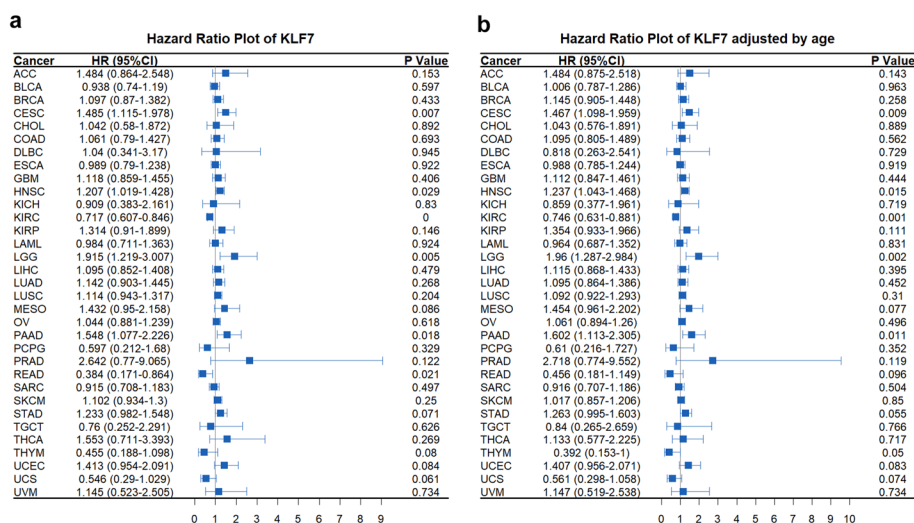 a
Hazard Ratio Plot of KLF7
Cancer HR (95%CI) P Value
ACC 1.484 (0.864-2.548) 0.153
BLCA 0.938 (0.74-1.19) 0.597
BRCA 1.097 (0.87-1.382) 0.433
CESC 1.485 (1.115-1.978) 0.007
CHOL 1.042 (0.58-1.872) 0.892
COAD 1.061 (0.79-1.427) 0.693
DLBC 1.04 (0.341-3.17) 0.945
ESCA 0.989 (0.79-1.238) 0.922
GBM 1.118 (0.859-1.455) 0.406
HNSC 1.207 (1.019-1.428) 0.029
KICH 0.909 (0.383-2.161) 0.83
KIRC 0.717 (0.607-0.846) 0
KIRP 1.314 (0.91-1.899) 0.146
LAML 0.984 (0.711-1.363) 0.924
LGG 1.915 (1.219-3.007) 0.005
LIHC 1.095 (0.852-1.408) 0.479
LUAD 1.142 (0.903-1.445) 0.268
LUSC 1.114 (0.943-1.317) 0.204
MESO 1.432 (0.95-2.158) 0.086
OV 1.044 (0.881-1.239) 0.618
PAAD 1.548 (1.077-2.226) 0.018
PCPG 0.597 (0.212-1.68) 0.329
PRAD 2.642 (0.77-9.065) 0.122
READ 0.384 (0.171-0.864) 0.021
SARC 0.915 (0.708-1.183) 0.497
SKCM 1.102 (0.934-1.3) 0.25
STAD 1.233 (0.982-1.548) 0.071
TGCT 0.76 (0.252-2.291) 0.626
THCA 1.553 (0.711-3.393) 0.269
THYM 0.455 (0.188-1.098) 0.08
UCEC 1.413 (0.954-2.091) 0.084
UCS 0.546 (0.29-1.029) 0.061
UVM 1.145 (0.523-2.505) 0.734
0 1 2 3 4 5 6 7 8 9
b
Hazard Ratio Plot of KLF7 adjusted by age
Cancer HR (95%CI) P Value
ACC 1.484 (0.875-2.518) 0.143
BLCA 1.006 (0.787-1.286) 0.963
BRCA 1.145 (0.905-1.448) 0.258
CESC 1.467 (1.098-1.959) 0.009
CHOL 1.043 (0.576-1.891) 0.889
COAD 1.095 (0.805-1.489) 0.562
DLBC 0.818 (0.263-2.541) 0.729
ESCA 0.988 (0.785-1.244) 0.919
GBM 1.112 (0.847-1.461) 0.444
HNSC 1.237 (1.043-1.468) 0.015
KICH 0.859 (0.377-1.961) 0.719
KIRC 0.746 (0.631-0.881) 0.001
KIRP 1.354 (0.933-1.966) 0.111
LAML 0.964 (0.687-1.352) 0.831
LGG 1.96 (1.287-2.984) 0.002
LIHC 1.115 (0.868-1.433) 0.395
LUAD 1.095 (0.864-1.386) 0.452
LUSC 1.092 (0.922-1.293) 0.31
MESO 1.454 (0.961-2.202) 0.077
OV 1.061 (0.894-1.26) 0.496
PAAD 1.602 (1.113-2.305) 0.011
PCPG 0.61 (0.216-1.727) 0.352
PRAD 2.718 (0.774-9.552) 0.119
READ 0.456 (0.181-1.149) 0.096
SARC 0.916 (0.707-1.186) 0.504
SKCM 1.017 (0.857-1.206) 0.85
STAD 1.263 (0.995-1.603) 0.055
TGCT 0.84 (0.265-2.659) 0.766
THCA 1.133 (0.577-2.225) 0.717
THYM 0.392 (0.153-1) 0.05
UCEC 1.407 (0.956-2.071) 0.083
UCS 0.561 (0.298-1.058) 0.074
UVM 1.147 (0.519-2.538) 0.734
0 1 2 3 4 5 6 7 8 9 10